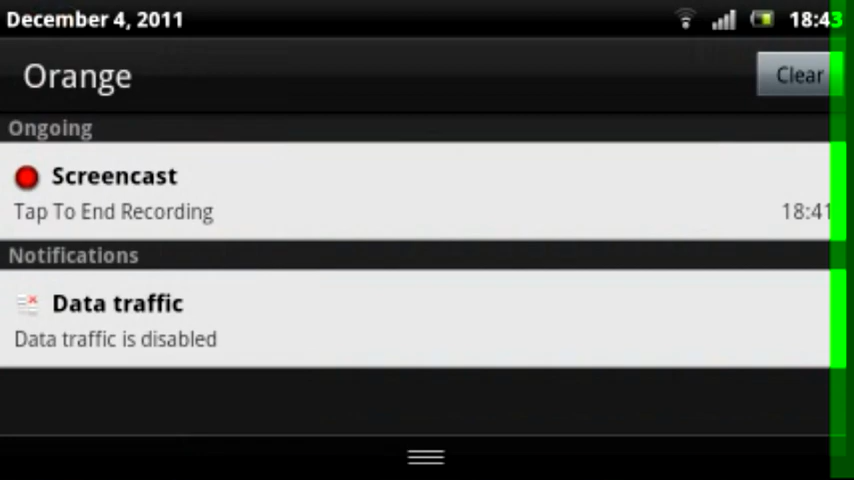 December 4, 2011 18:43
Orange Clear
Ongoing
Screencast
Tap To End Recording 18:41
Notifications
Data traffic
Data traffic is disabled